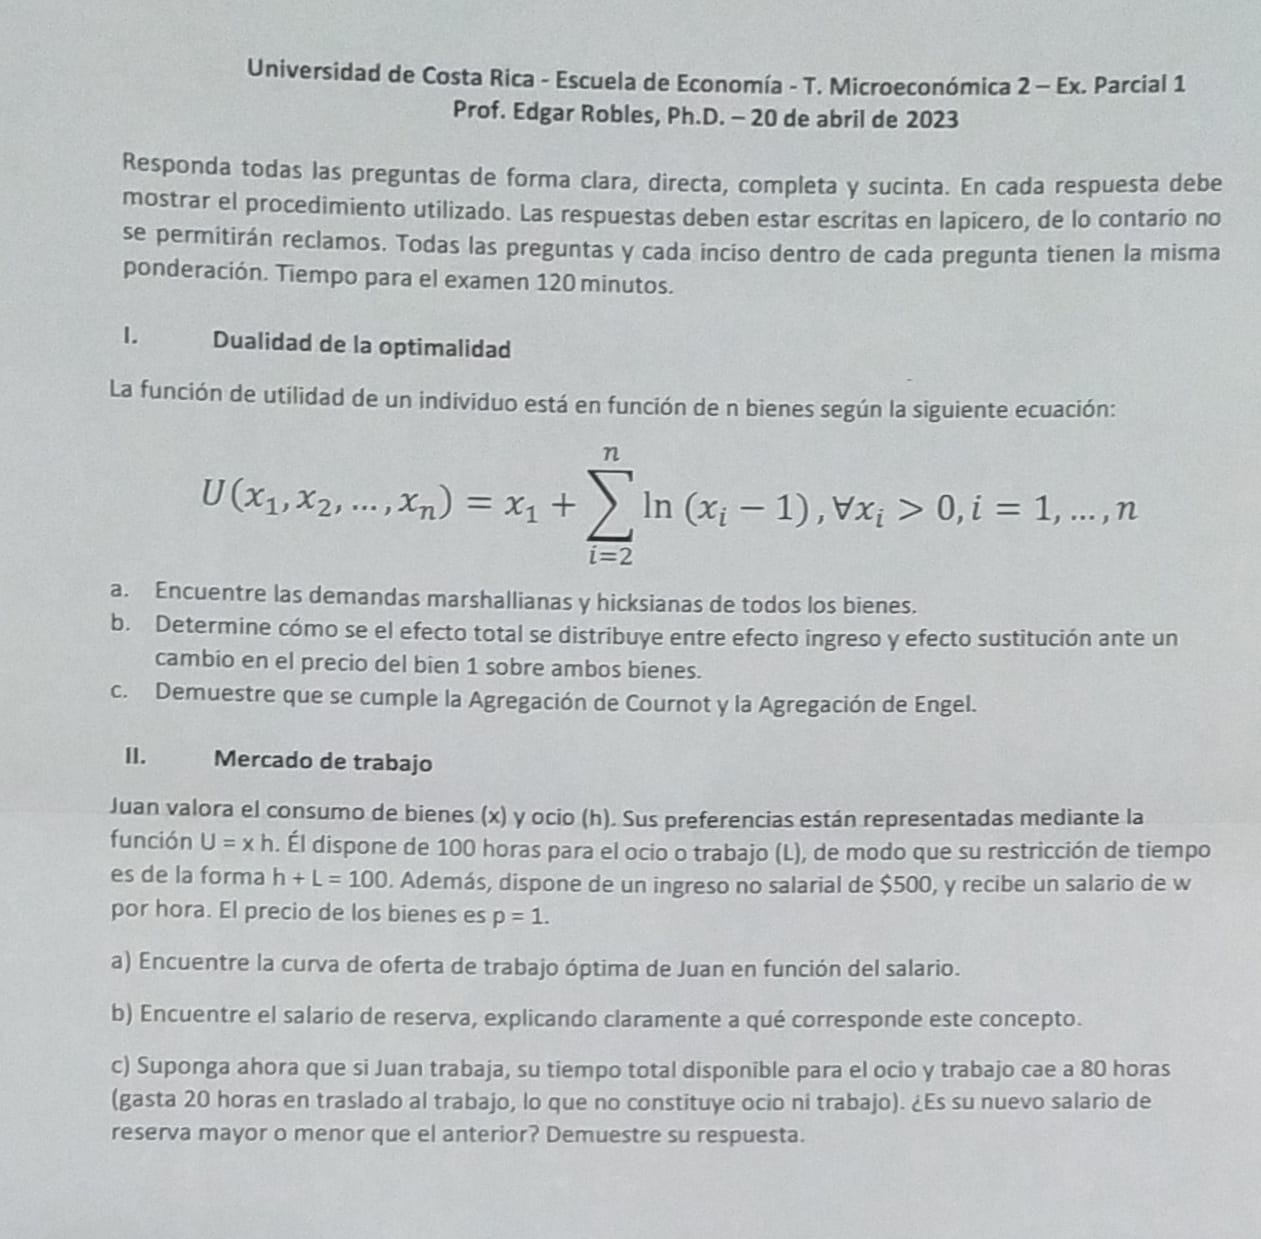 Universidad de Costa Rica - Escuela de Economía - T. Microeconómica 2 – Ex. Parcial 1
Prof. Edgar Robles, Ph.D. – 20 de abril de 2023
Responda todas las preguntas de forma clara, directa, completa y sucinta. En cada respuesta debe
mostrar el procedimiento utilizado. Las respuestas deben estar escritas en lapicero, de lo contario no
se permitirán reclamos. Todas las preguntas y cada inciso dentro de cada pregunta tienen la misma
ponderación. Tiempo para el examen 120 minutos.
I. Dualidad de la optimalidad
La función de utilidad de un individuo está en función de n bienes según la siguiente ecuación:
U(x₁, x₂, ..., xₙ) = x₁ + ∑ⁿᵢ₌₂ ln (xᵢ − 1) , ∀xᵢ > 0, i = 1, ..., n
a. Encuentre las demandas marshallianas y hicksianas de todos los bienes.
b. Determine cómo se el efecto total se distribuye entre efecto ingreso y efecto sustitución ante un
cambio en el precio del bien 1 sobre ambos bienes.
c. Demuestre que se cumple la Agregación de Cournot y la Agregación de Engel.
II. Mercado de trabajo
Juan valora el consumo de bienes (x) y ocio (h). Sus preferencias están representadas mediante la
función U = x h. Él dispone de 100 horas para el ocio o trabajo (L), de modo que su restricción de tiempo
es de la forma h + L = 100. Además, dispone de un ingreso no salarial de $500, y recibe un salario de w
por hora. El precio de los bienes es p = 1.
a) Encuentre la curva de oferta de trabajo óptima de Juan en función del salario.
b) Encuentre el salario de reserva, explicando claramente a qué corresponde este concepto.
c) Suponga ahora que si Juan trabaja, su tiempo total disponible para el ocio y trabajo cae a 80 horas
(gasta 20 horas en traslado al trabajo, lo que no constituye ocio ni trabajo). ¿Es su nuevo salario de
reserva mayor o menor que el anterior? Demuestre su respuesta.